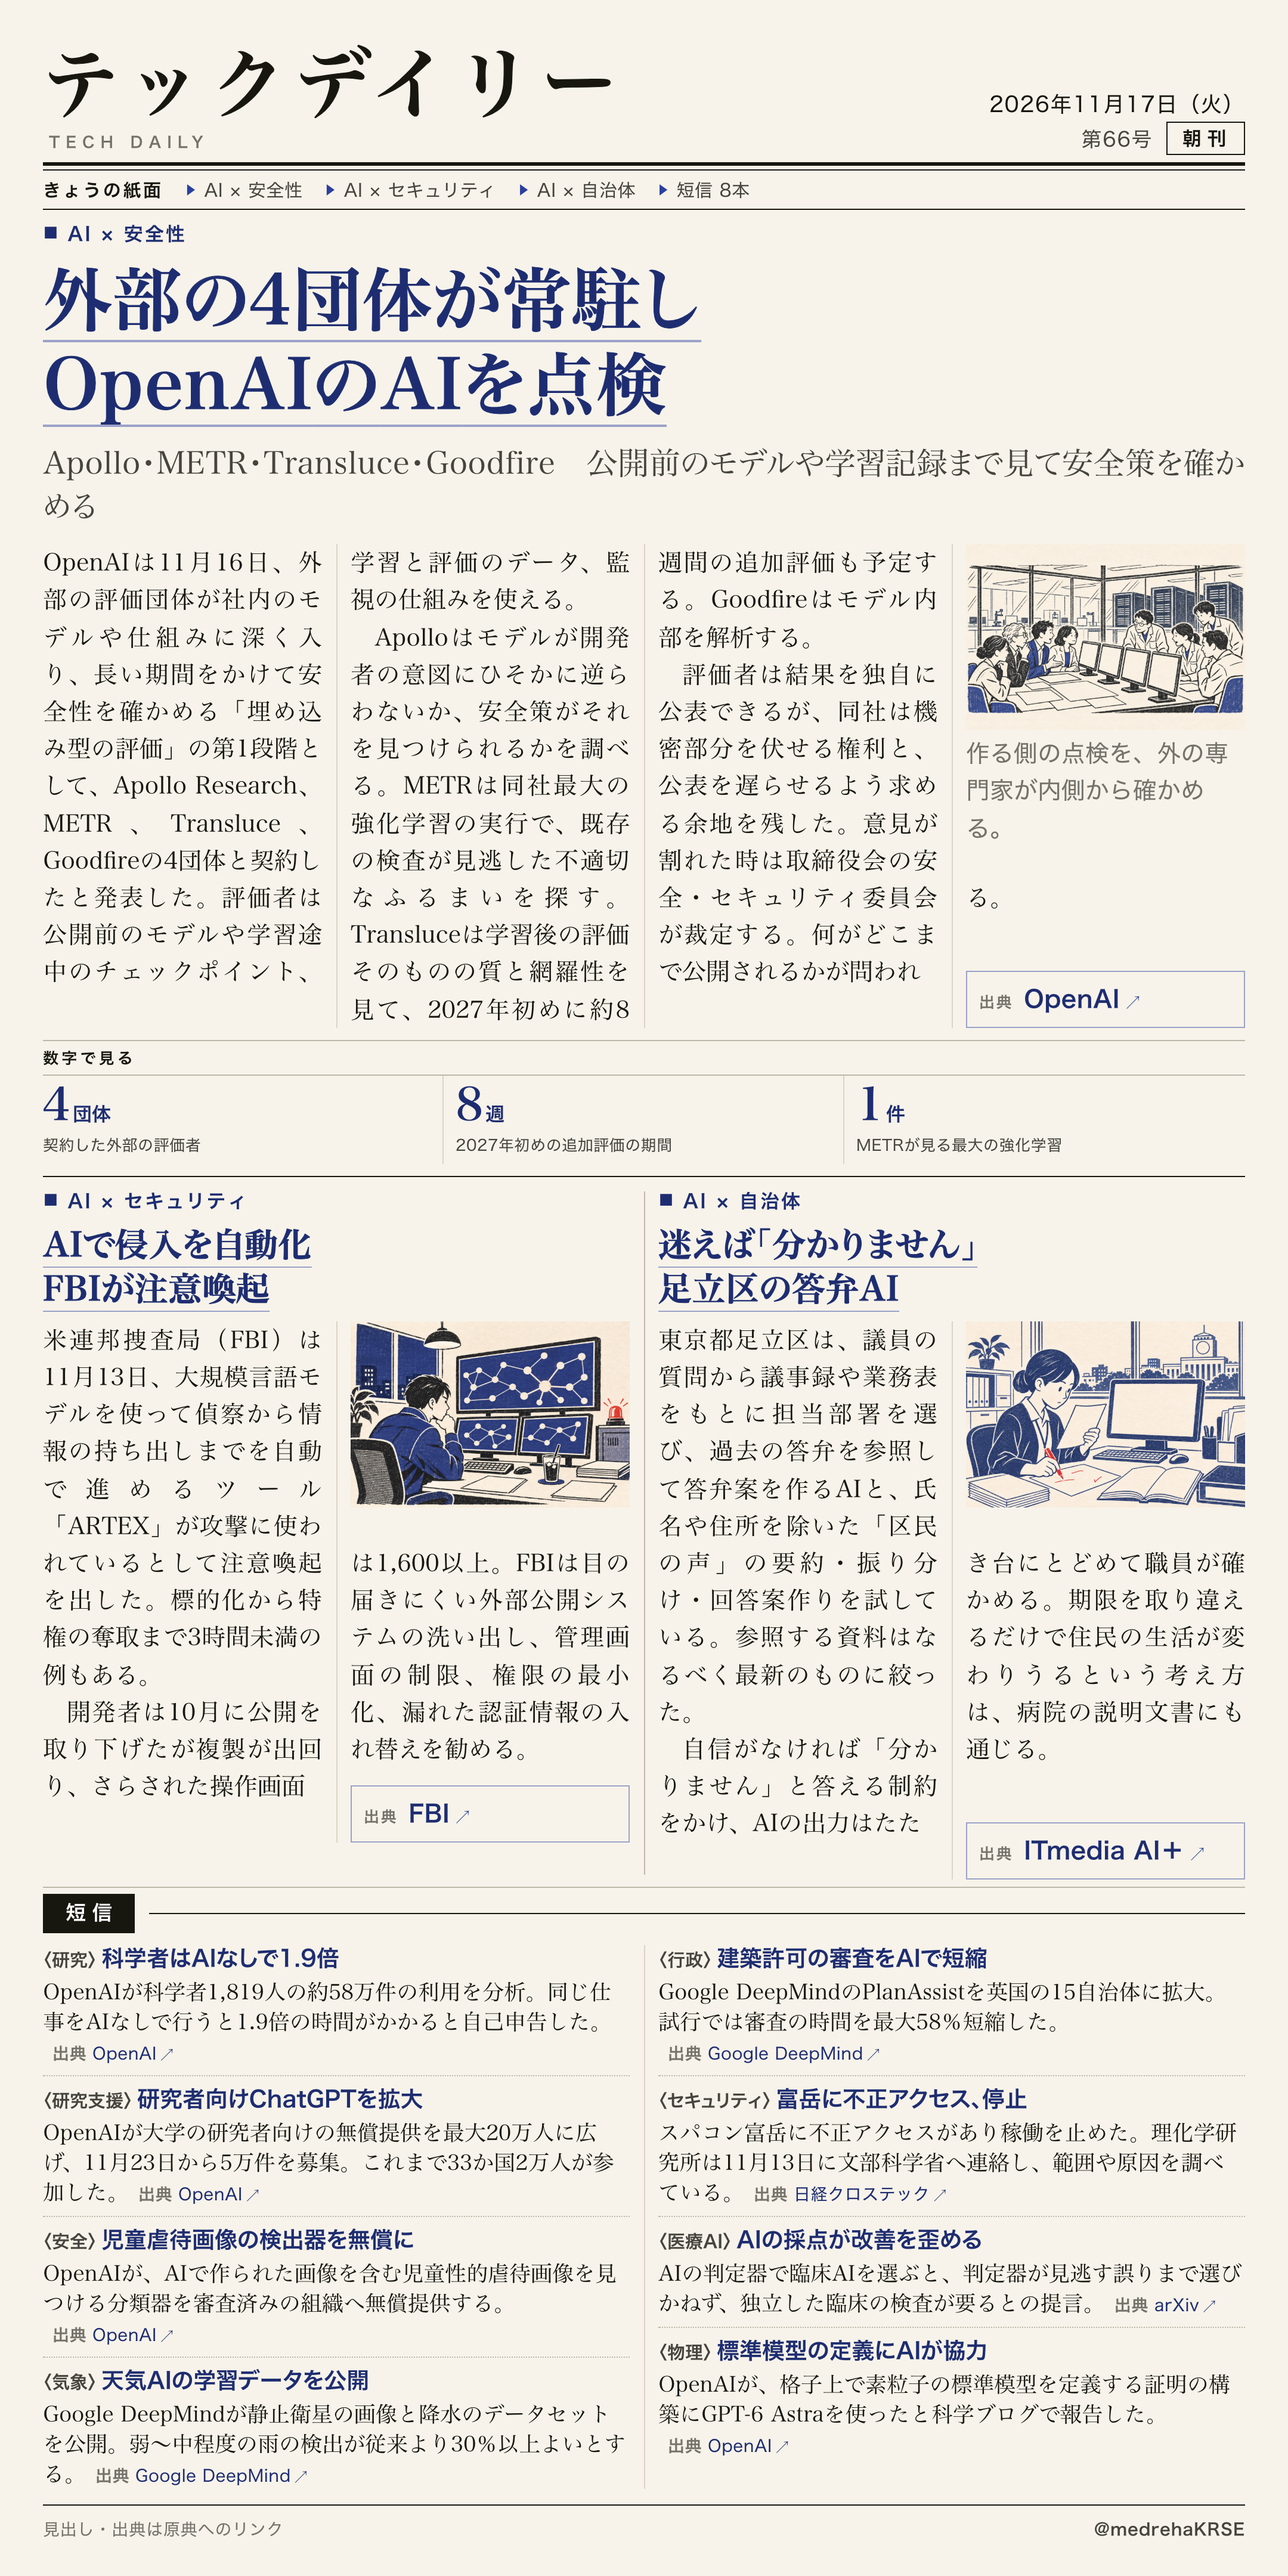 テックデイリー
TECH DAILY
2026年11月17日（火）
第66号 朝刊
きょうの紙面 ▶ AI × 安全性 ▶ AI × セキュリティ ▶ AI × 自治体 ▶ 短信 8本
■ AI × 安全性
外部の4団体が常駐し
OpenAIのAIを点検
Apollo・METR・Transluce・Goodfire　公開前のモデルや学習記録まで見て安全策を確か
める
OpenAIは11月16日、外
部の評価団体が社内のモ
デルや仕組みに深く入
り、長い期間をかけて安
全性を確かめる「埋め込
み型の評価」の第1段階と
して、Apollo Research、
METR、Transluce、
Goodfireの4団体と契約し
たと発表した。評価者は
公開前のモデルや学習途
中のチェックポイント、
学習と評価のデータ、監
視の仕組みを使える。
　Apolloはモデルが開発
者の意図にひそかに逆ら
わないか、安全策がそれ
を見つけられるかを調べ
る。METRは同社最大の
強化学習の実行で、既存
の検査が見逃した不適切
なふるまいを探す。
Transluceは学習後の評価
そのものの質と網羅性を
見て、2027年初めに約8
週間の追加評価も予定す
る。Goodfireはモデル内
部を解析する。
　評価者は結果を独自に
公表できるが、同社は機
密部分を伏せる権利と、
公表を遅らせるよう求め
る余地を残した。意見が
割れた時は取締役会の安
全・セキュリティ委員会
が裁定する。何がどこま
で公開されるかが問われ
作る側の点検を、外の専
門家が内側から確かめ
る。
る。
出典 OpenAI ↗
数字で見る
4団体
契約した外部の評価者
8週
2027年初めの追加評価の期間
1件
METRが見る最大の強化学習
■ AI × セキュリティ
AIで侵入を自動化
FBIが注意喚起
米連邦捜査局（FBI）は
11月13日、大規模言語モ
デルを使って偵察から情
報の持ち出しまでを自動
で進めるツール
「ARTEX」が攻撃に使わ
れているとして注意喚起
を出した。標的化から特
権の奪取まで3時間未満の
例もある。
　開発者は10月に公開を
取り下げたが複製が出回
り、さらされた操作画面
は1,600以上。FBIは目の
届きにくい外部公開シス
テムの洗い出し、管理画
面の制限、権限の最小
化、漏れた認証情報の入
れ替えを勧める。
出典 FBI ↗
■ AI × 自治体
迷えば「分かりません」
足立区の答弁AI
東京都足立区は、議員の
質問から議事録や業務表
をもとに担当部署を選
び、過去の答弁を参照し
て答弁案を作るAIと、氏
名や住所を除いた「区民
の声」の要約・振り分
け・回答案作りを試して
いる。参照する資料はな
るべく最新のものに絞っ
た。
　自信がなければ「分か
りません」と答える制約
をかけ、AIの出力はたた
き台にとどめて職員が確
かめる。期限を取り違え
るだけで住民の生活が変
わりうるという考え方
は、病院の説明文書にも
通じる。
出典 ITmedia AI＋ ↗
短信
〈研究〉科学者はAIなしで1.9倍
OpenAIが科学者1,819人の約58万件の利用を分析。同じ仕
事をAIなしで行うと1.9倍の時間がかかると自己申告した。
出典 OpenAI ↗
〈研究支援〉研究者向けChatGPTを拡大
OpenAIが大学の研究者向けの無償提供を最大20万人に広
げ、11月23日から5万件を募集。これまで33か国2万人が参
加した。 出典 OpenAI ↗
〈安全〉児童虐待画像の検出器を無償に
OpenAIが、AIで作られた画像を含む児童性的虐待画像を見
つける分類器を審査済みの組織へ無償提供する。
出典 OpenAI ↗
〈気象〉天気AIの学習データを公開
Google DeepMindが静止衛星の画像と降水のデータセット
を公開。弱〜中程度の雨の検出が従来より30％以上よいとす
る。 出典 Google DeepMind ↗
〈行政〉建築許可の審査をAIで短縮
Google DeepMindのPlanAssistを英国の15自治体に拡大。
試行では審査の時間を最大58％短縮した。
出典 Google DeepMind ↗
〈セキュリティ〉富岳に不正アクセス、停止
スパコン富岳に不正アクセスがあり稼働を止めた。理化学研
究所は11月13日に文部科学省へ連絡し、範囲や原因を調べ
ている。 出典 日経クロステック ↗
〈医療AI〉AIの採点が改善を歪める
AIの判定器で臨床AIを選ぶと、判定器が見逃す誤りまで選び
かねず、独立した臨床の検査が要るとの提言。 出典 arXiv ↗
〈物理〉標準模型の定義にAIが協力
OpenAIが、格子上で素粒子の標準模型を定義する証明の構
築にGPT-6 Astraを使ったと科学ブログで報告した。
出典 OpenAI ↗
見出し・出典は原典へのリンク
@medrehaKRSE